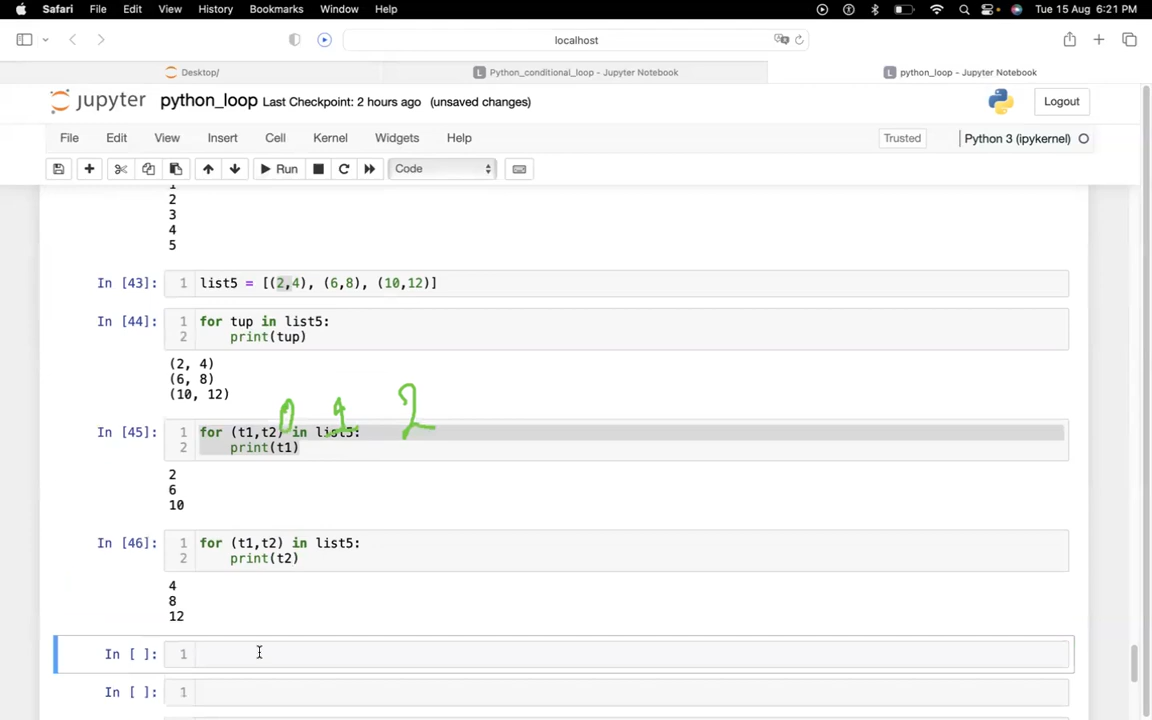 Safari File Edit View History Bookmarks Window Help Tue 15 Aug 6:21 PM
localhost
Desktop/ Python_conditional_loop - Jupyter Notebook python_loop - Jupyter Notebook
jupyter python_loop Last Checkpoint: 2 hours ago (unsaved changes) Logout
File Edit View Insert Cell Kernel Widgets Help Trusted Python 3 (ipykernel)
Run Code
1
2
3
4
5
In [43]: 1 list5 = [(2,4), (6,8), (10,12)]
In [44]: 1 for tup in list5:
2 print(tup)
(2, 4)
(6, 8)
(10, 12)
0 1 2
In [45]: 1 for (t1,t2) in list5:
2 print(t1)
2
6
10
In [46]: 1 for (t1,t2) in list5:
2 print(t2)
4
8
12
In [ ]: 1
In [ ]: 1